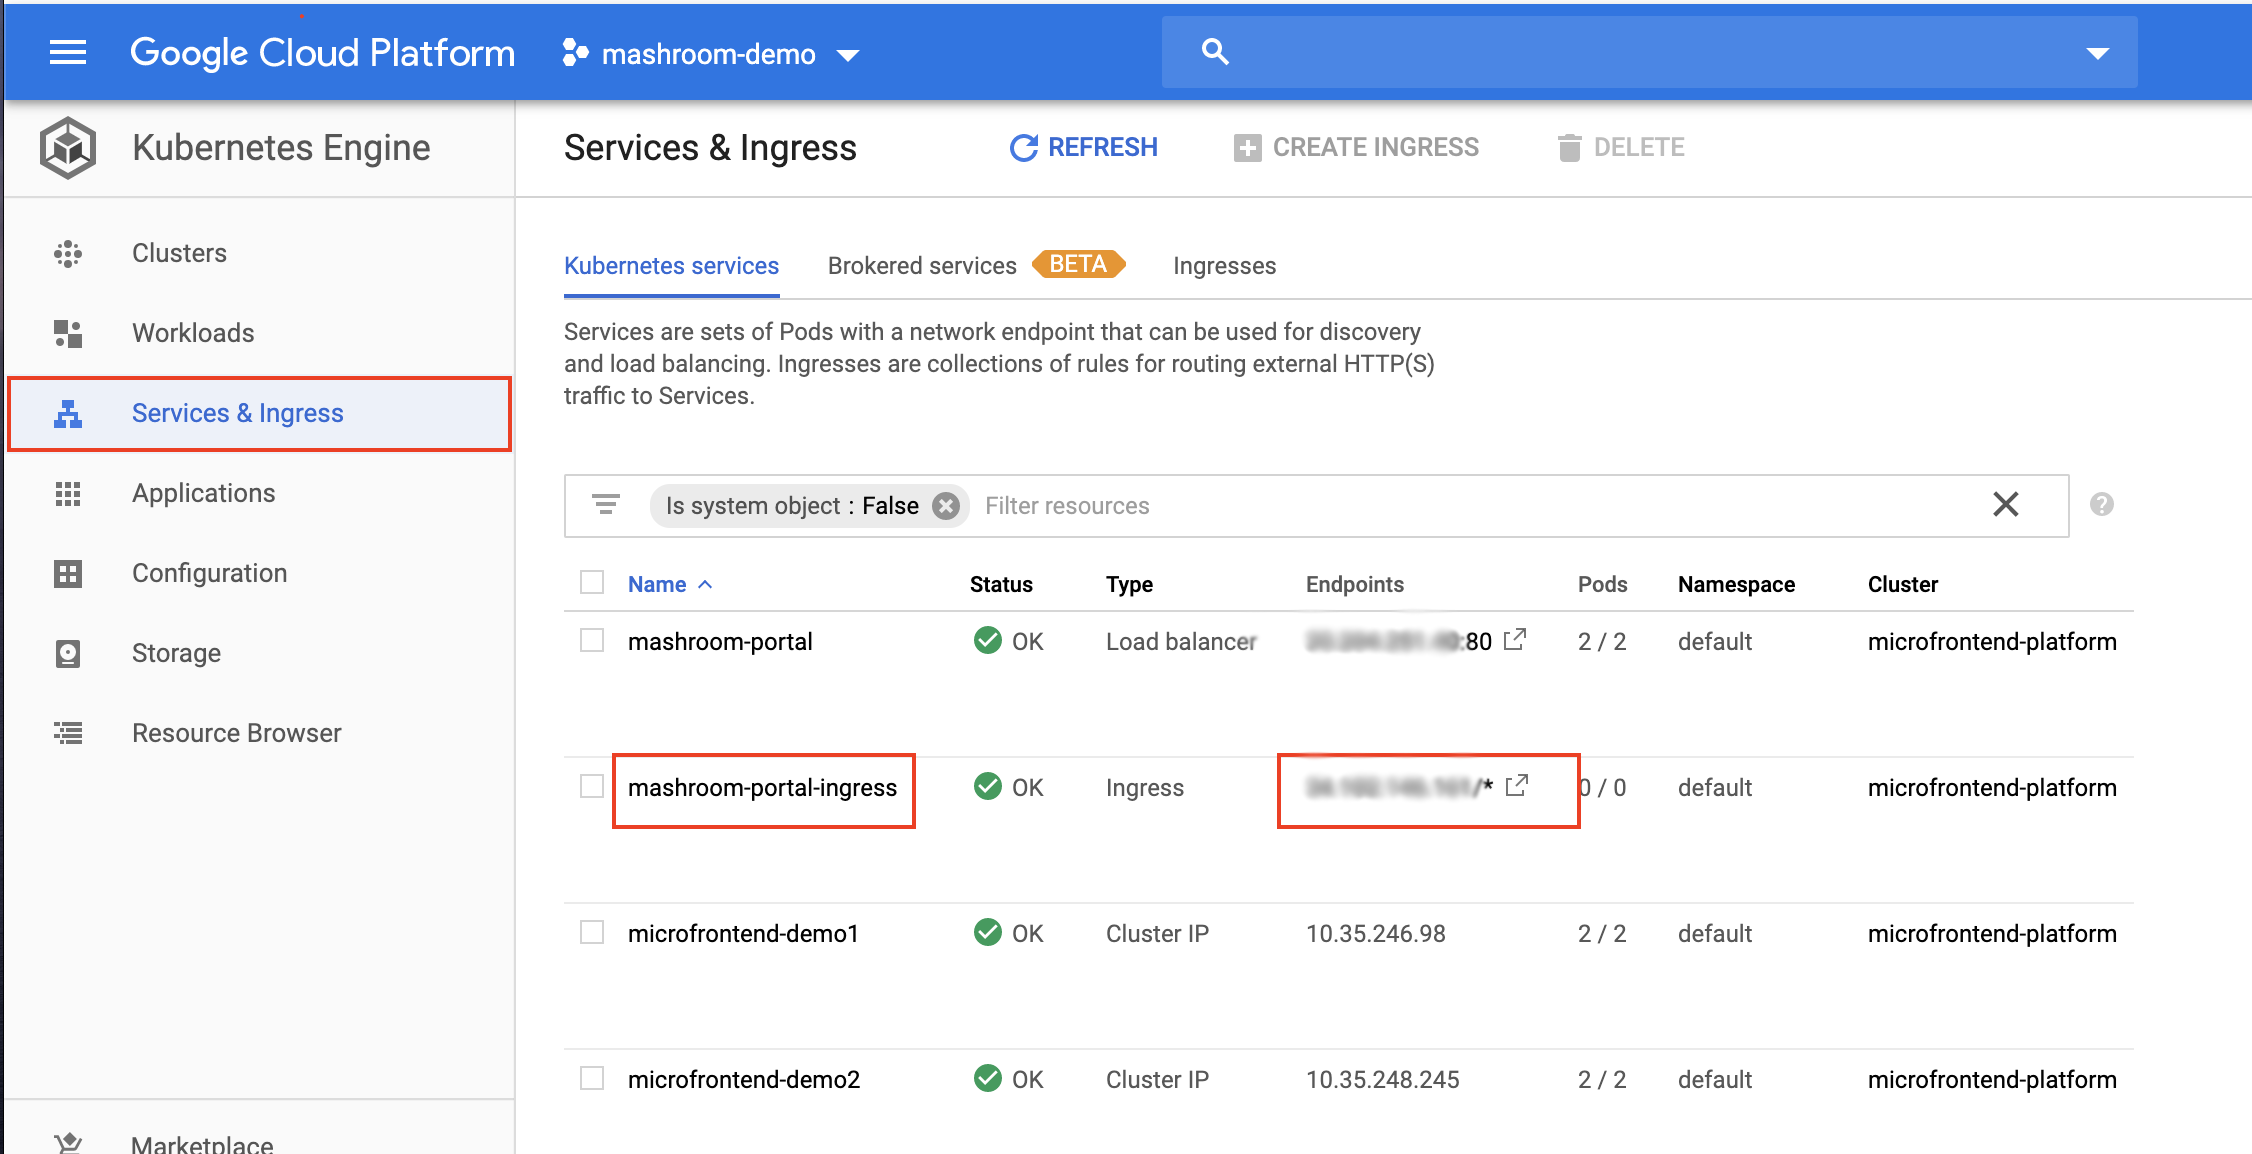 Google Cloud Platform mashroom-demo
Kubernetes Engine
Services & Ingress REFRESH CREATE INGRESS DELETE
Clusters
Workloads
Services & Ingress
Applications
Configuration
Storage
Resource Browser
Marketplace
Kubernetes services Brokered services BETA Ingresses
Services are sets of Pods with a network endpoint that can be used for discovery
and load balancing. Ingresses are collections of rules for routing external HTTP(S)
traffic to Services.
Is system object : False Filter resources
Name Status Type Endpoints Pods Namespace Cluster
mashroom-portal OK Load balancer :80 2 / 2 default microfrontend-platform
mashroom-portal-ingress OK Ingress /* 0 / 0 default microfrontend-platform
microfrontend-demo1 OK Cluster IP 10.35.246.98 2 / 2 default microfrontend-platform
microfrontend-demo2 OK Cluster IP 10.35.248.245 2 / 2 default microfrontend-platform